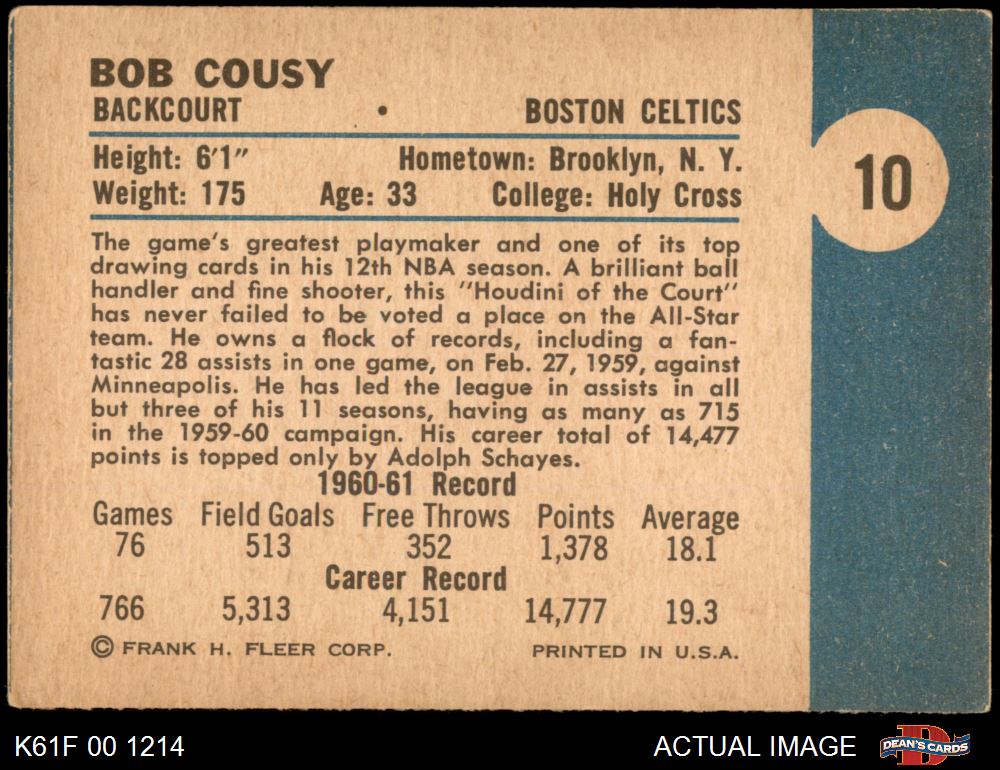 BOB COUSY
BACKCOURT • BOSTON CELTICS
Height: 6'1" Hometown: Brooklyn, N. Y.
Weight: 175 Age: 33 College: Holy Cross
10
The game's greatest playmaker and one of its top
drawing cards in his 12th NBA season. A brilliant ball
handler and fine shooter, this "Houdini of the Court"
has never failed to be voted a place on the All-Star
team. He owns a flock of records, including a fan-
tastic 28 assists in one game, on Feb. 27, 1959, against
Minneapolis. He has led the league in assists in all
but three of his 11 seasons, having as many as 715
in the 1959-60 campaign. His career total of 14,477
points is topped only by Adolph Schayes.
1960-61 Record
Games Field Goals Free Throws Points Average
76 513 352 1,378 18.1
Career Record
766 5,313 4,151 14,777 19.3
© FRANK H. FLEER CORP. PRINTED IN U.S.A.
K61F 00 1214 ACTUAL IMAGE D DEAN'S CARDS